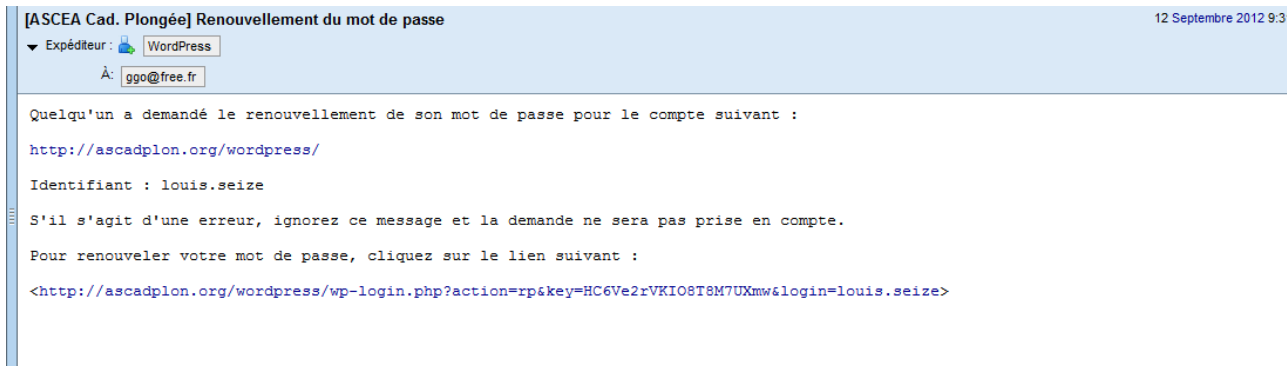 [ASCEA Cad. Plongée] Renouvellement du mot de passe 12 Septembre 2012 9:3
Expéditeur : WordPress
À: ggo@free.fr
Quelqu'un a demandé le renouvellement de son mot de passe pour le compte suivant :
http://ascadplon.org/wordpress/
Identifiant : louis.seize
S'il s'agit d'une erreur, ignorez ce message et la demande ne sera pas prise en compte.
Pour renouveler votre mot de passe, cliquez sur le lien suivant :
<http://ascadplon.org/wordpress/wp-login.php?action=rp&key=HC6Ve2rVKIO8T8M7UXmw&login=louis.seize>